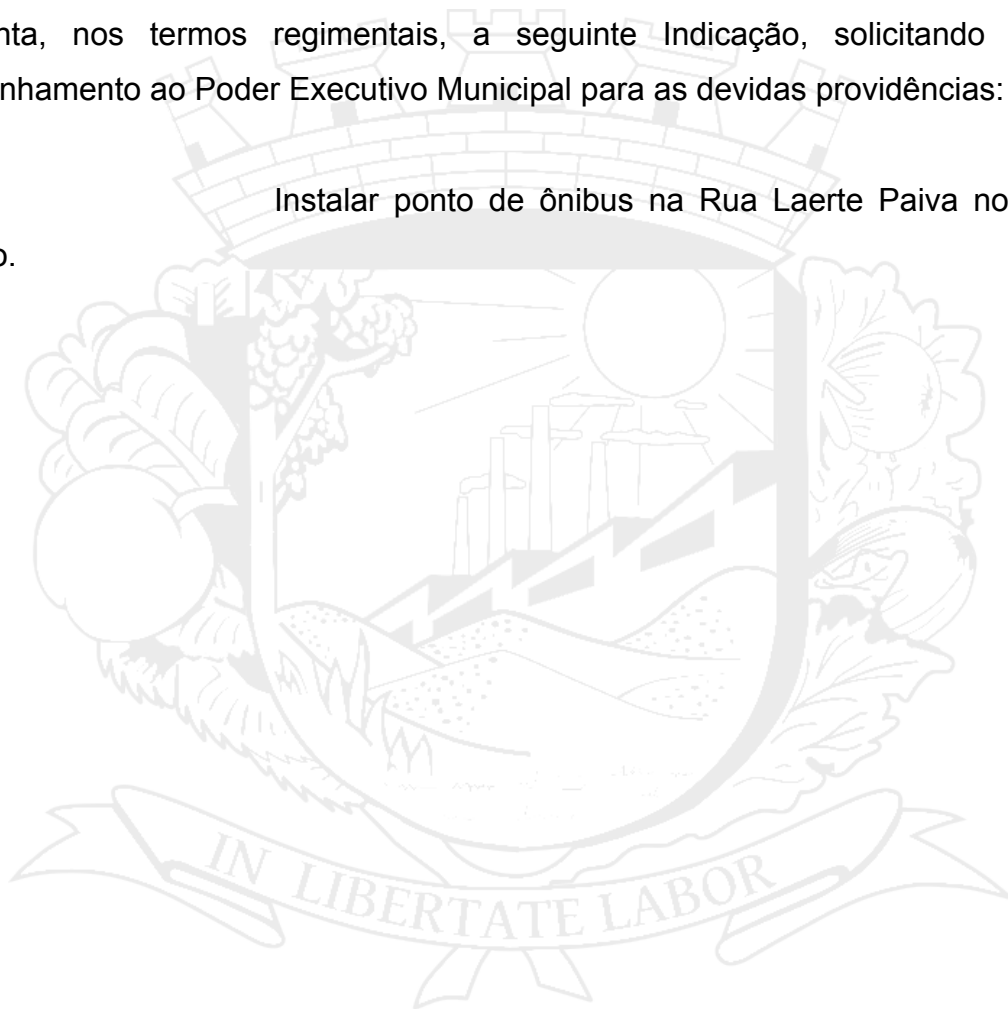 nta, nos termos regimentais, a seguinte Indicação, solicitando
nhamento ao Poder Executivo Municipal para as devidas providências:
Instalar ponto de ônibus na Rua Laerte Paiva no
o.
IN LIBERTATE LABOR